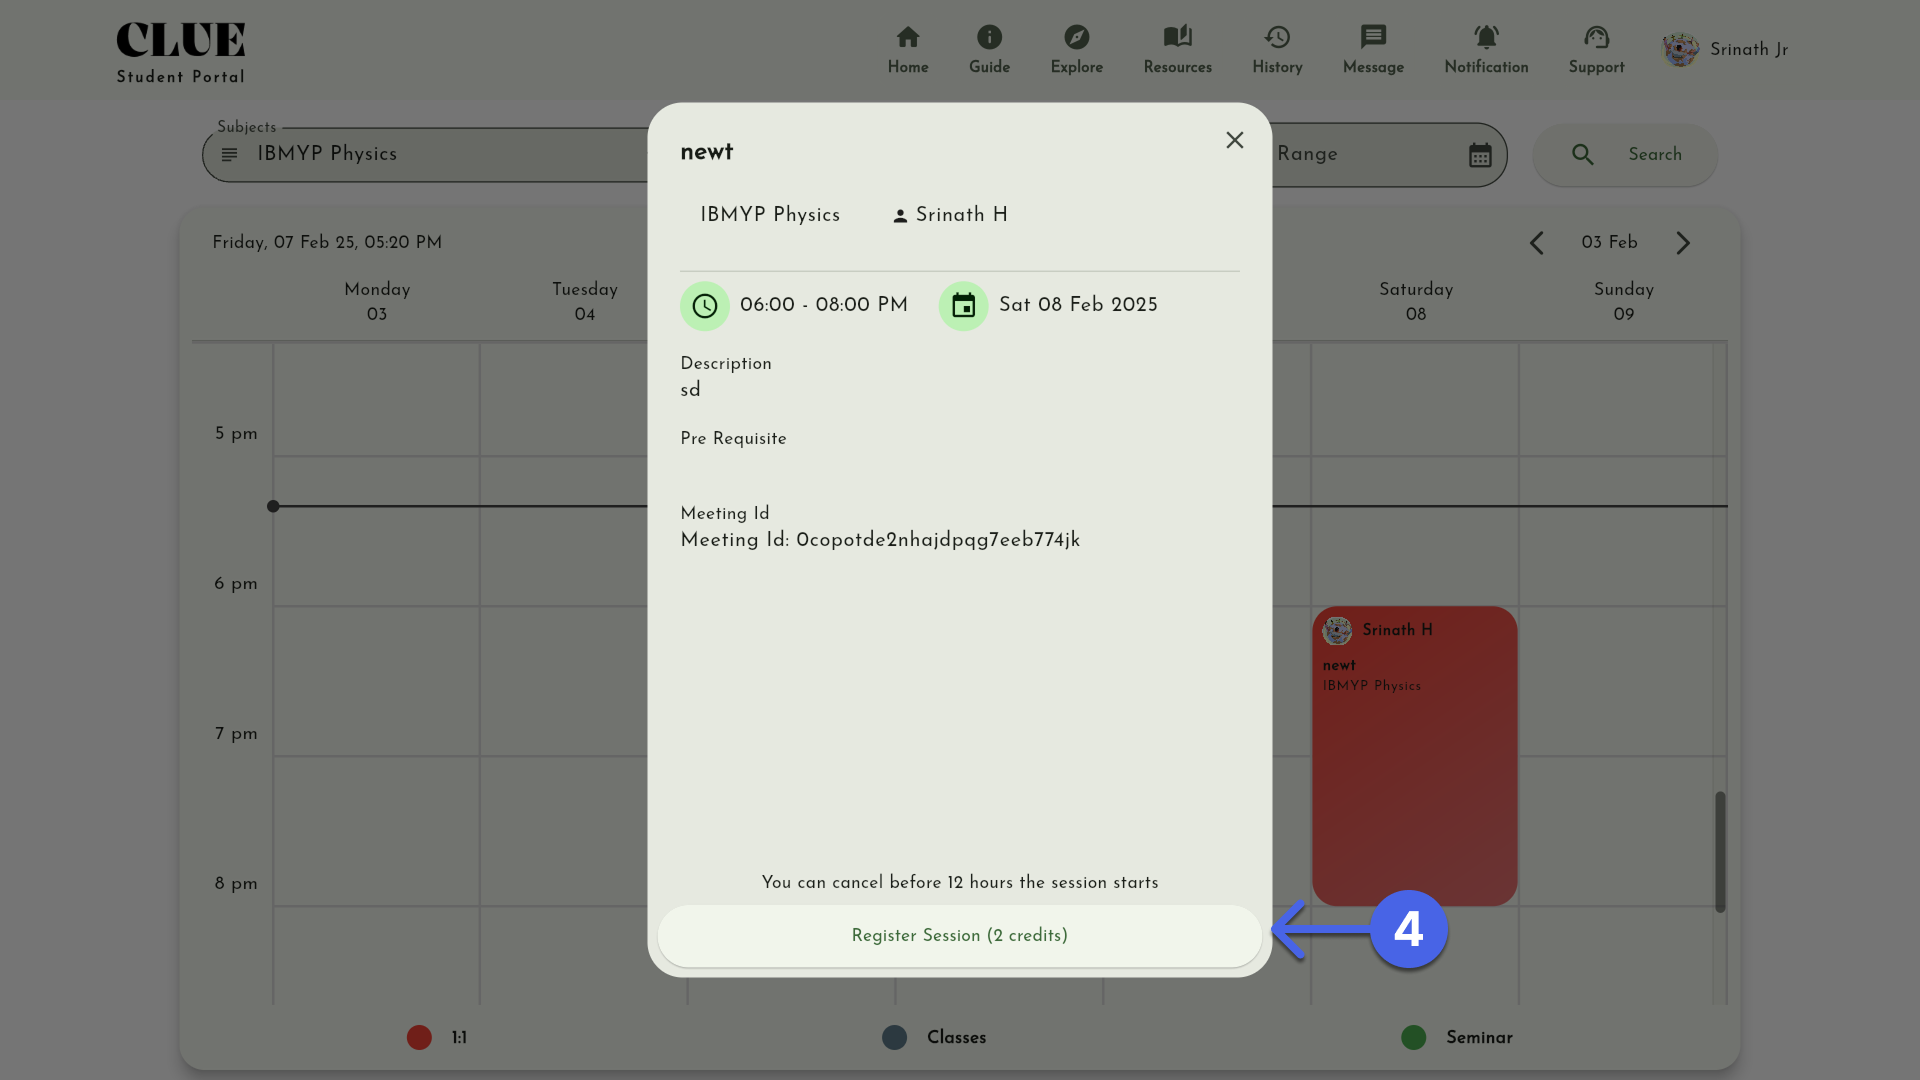 CLUE
Student Portal
Home
Guide
Explore
Resources
History
Message
Notification
Support
Srinath Jr
Subjects
IBMYP Physics
Range
Search
Friday, 07 Feb 25, 05:20 PM
03 Feb
Monday
03
Tuesday
04
Saturday
08
Sunday
09
5 pm
6 pm
7 pm
8 pm
Srinath H
newt
IBMYP Physics
1:1
Classes
Seminar
newt
IBMYP Physics
Srinath H
06:00 - 08:00 PM
Sat 08 Feb 2025
Description
sd
Pre Requisite
Meeting Id
Meeting Id: 0copotde2nhajdpqg7eeb774jk
You can cancel before 12 hours the session starts
Register Session (2 credits)
4